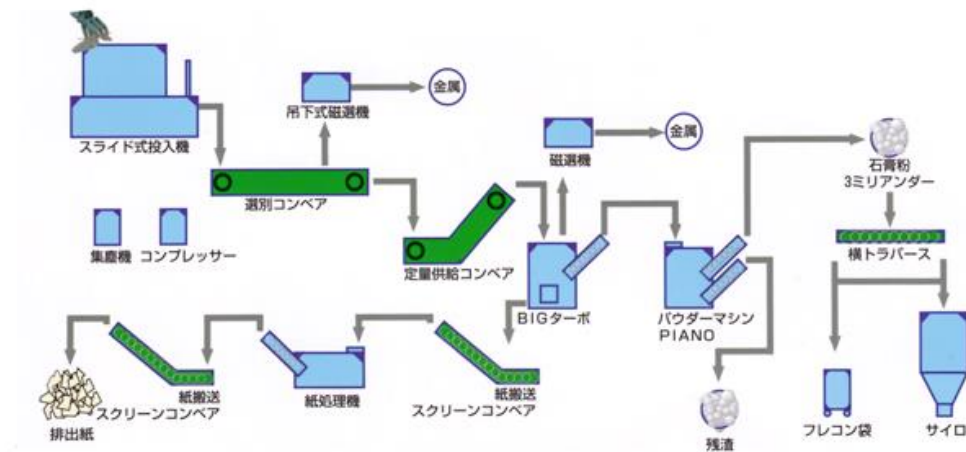 金属
吊下式磁選機
スライド式投入機
金属
磁選機
石膏粉
3ミリアンダー
選別コンベア
集塵機
コンプレッサー
定量供給コンベア
横トラバース
BIGターボ
パウダーマシン
PIANO
紙搬送
スクリーンコンベア
紙処理機
紙搬送
スクリーンコンベア
排出紙
残渣
フレコン袋
サイロ